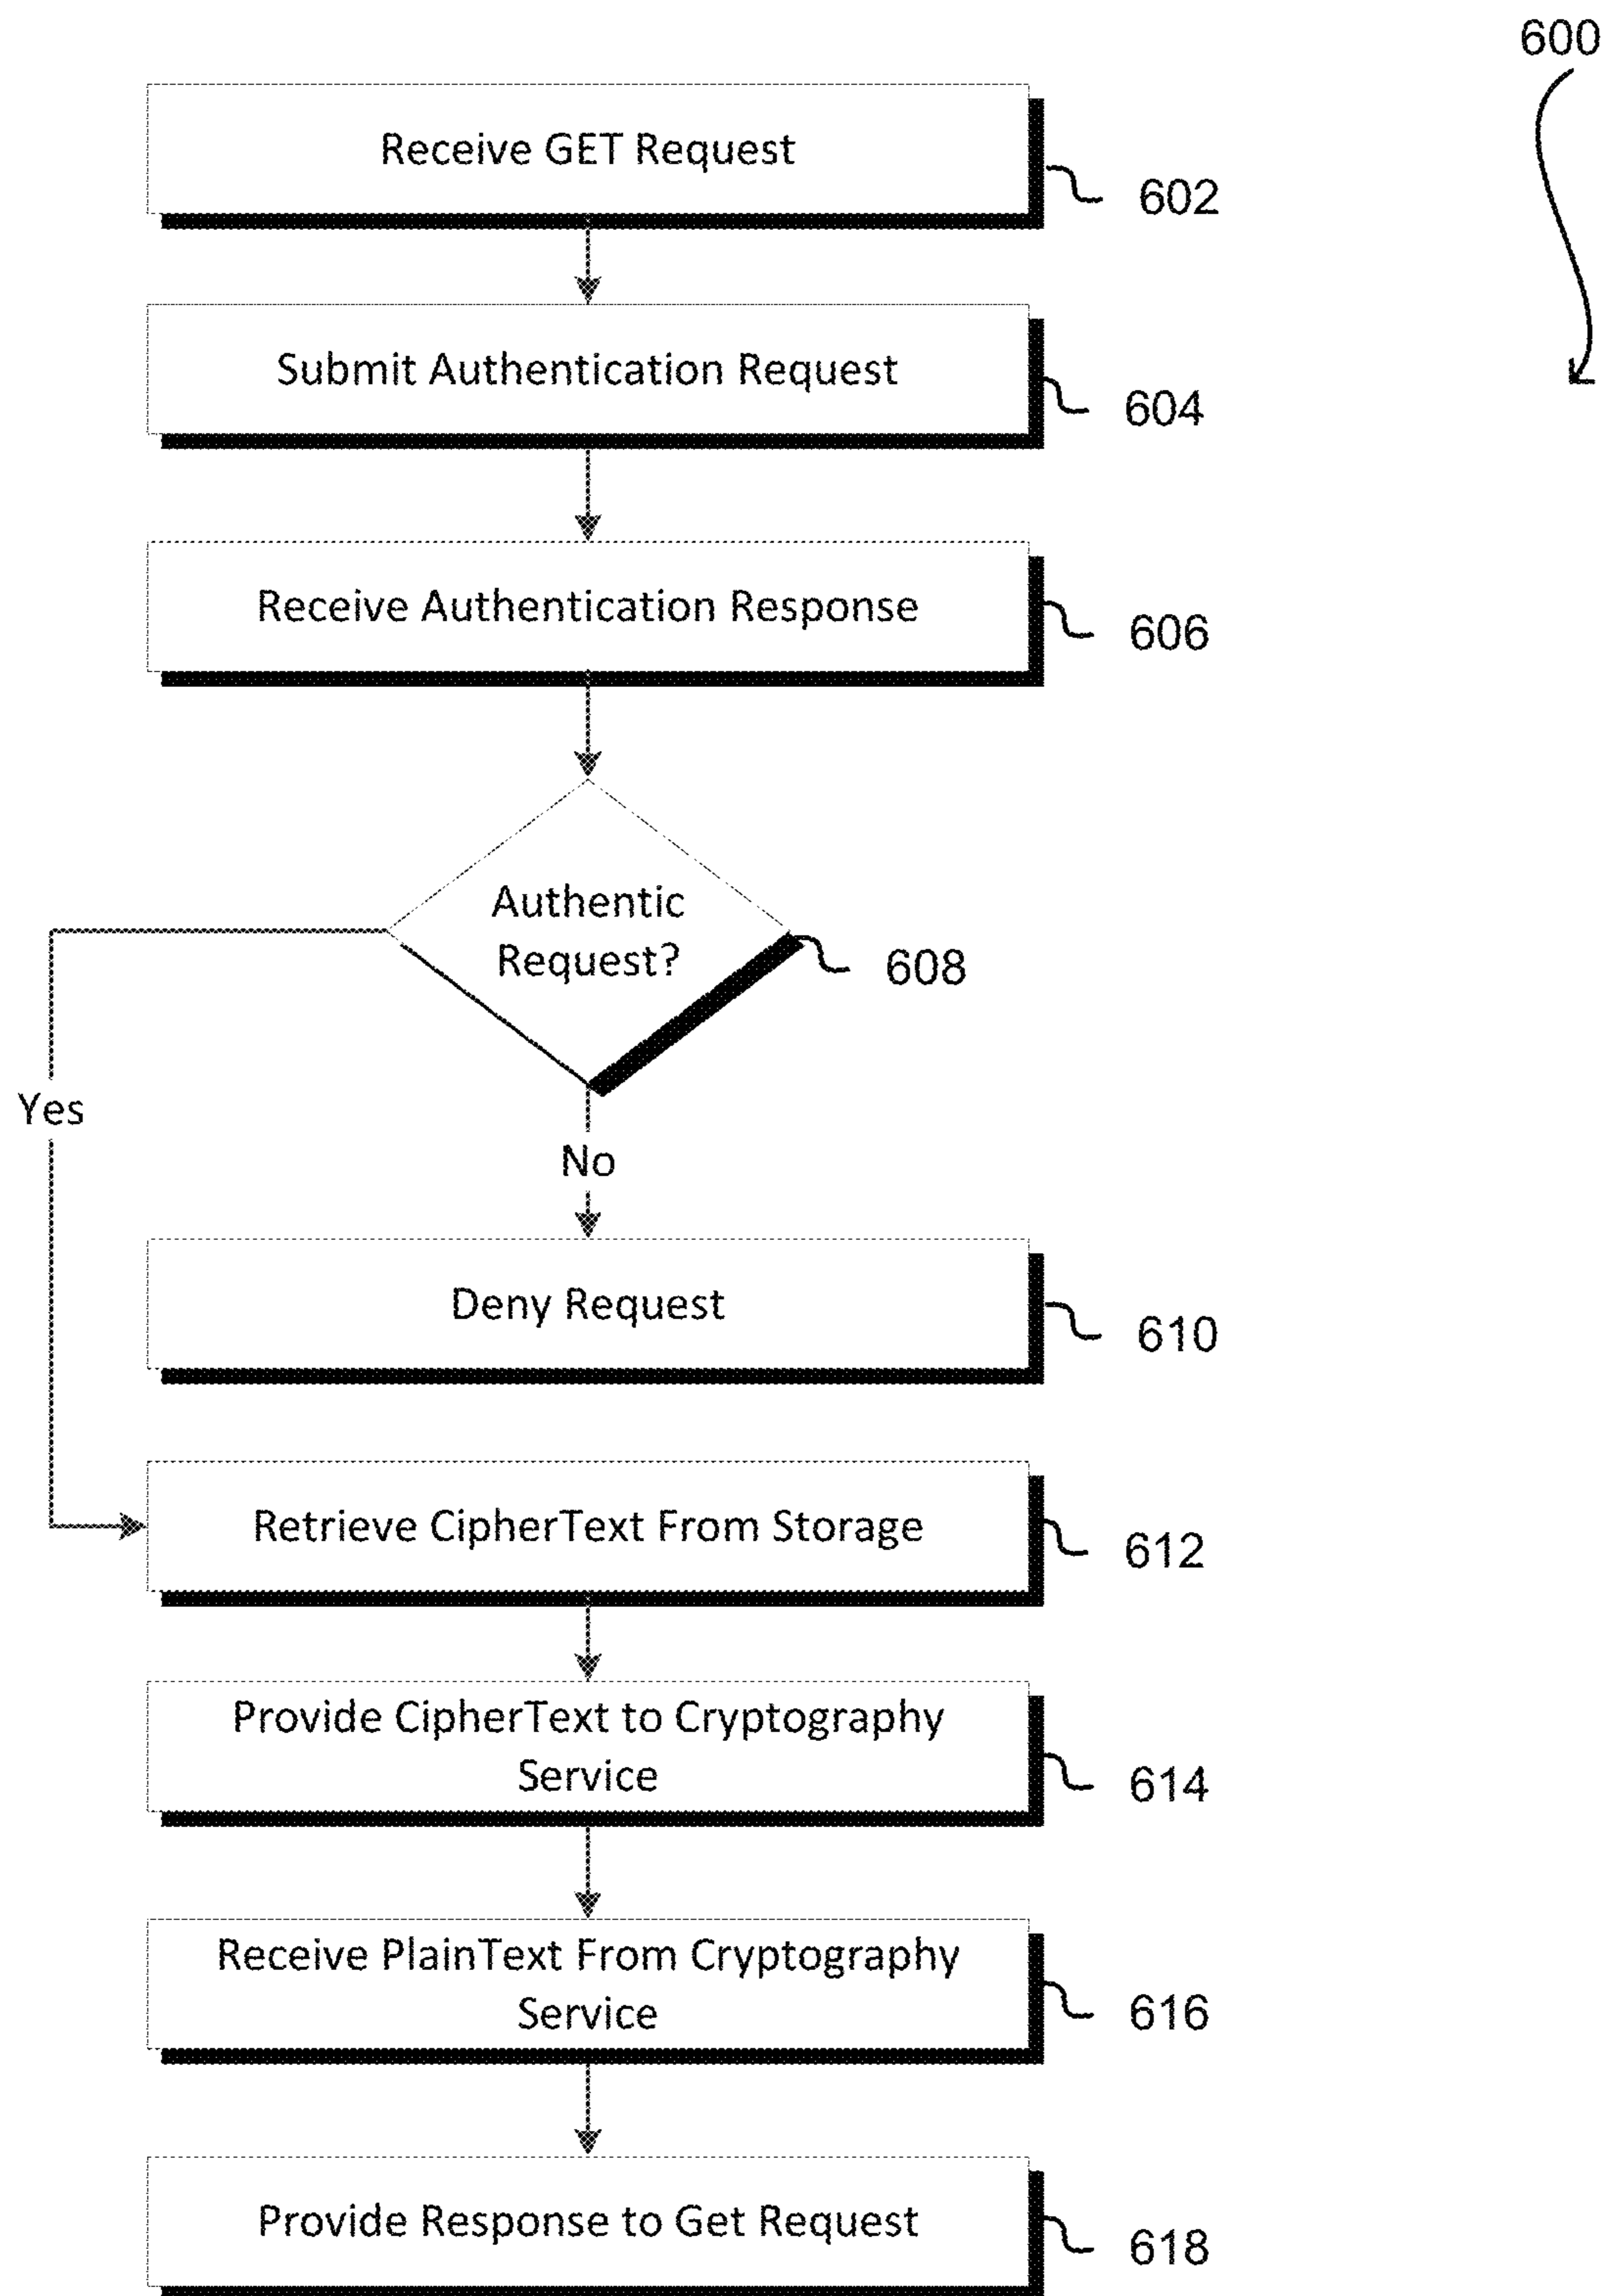 600
Receive GET Request
602
Submit Authentication Request
604
Receive Authentication Response
606
Authentic
Request?
608
Yes
No
Deny Request
610
Retrieve CipherText From Storage
612
Provide CipherText to Cryptography
Service
614
Receive PlainText From Cryptography
Service
616
Provide Response to Get Request
618